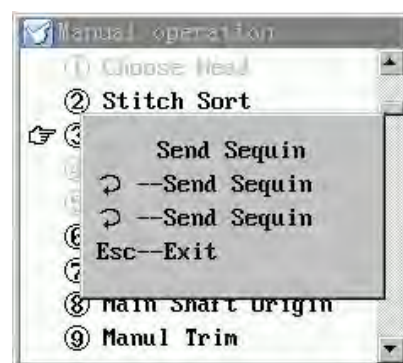 Manual operation
① Choose Head
② Stitch Sort
③
Send Sequin
--Send Sequin
--Send Sequin
Esc--Exit
⑥
⑦
⑧ Main Shaft Origin
⑨ Manul Trim